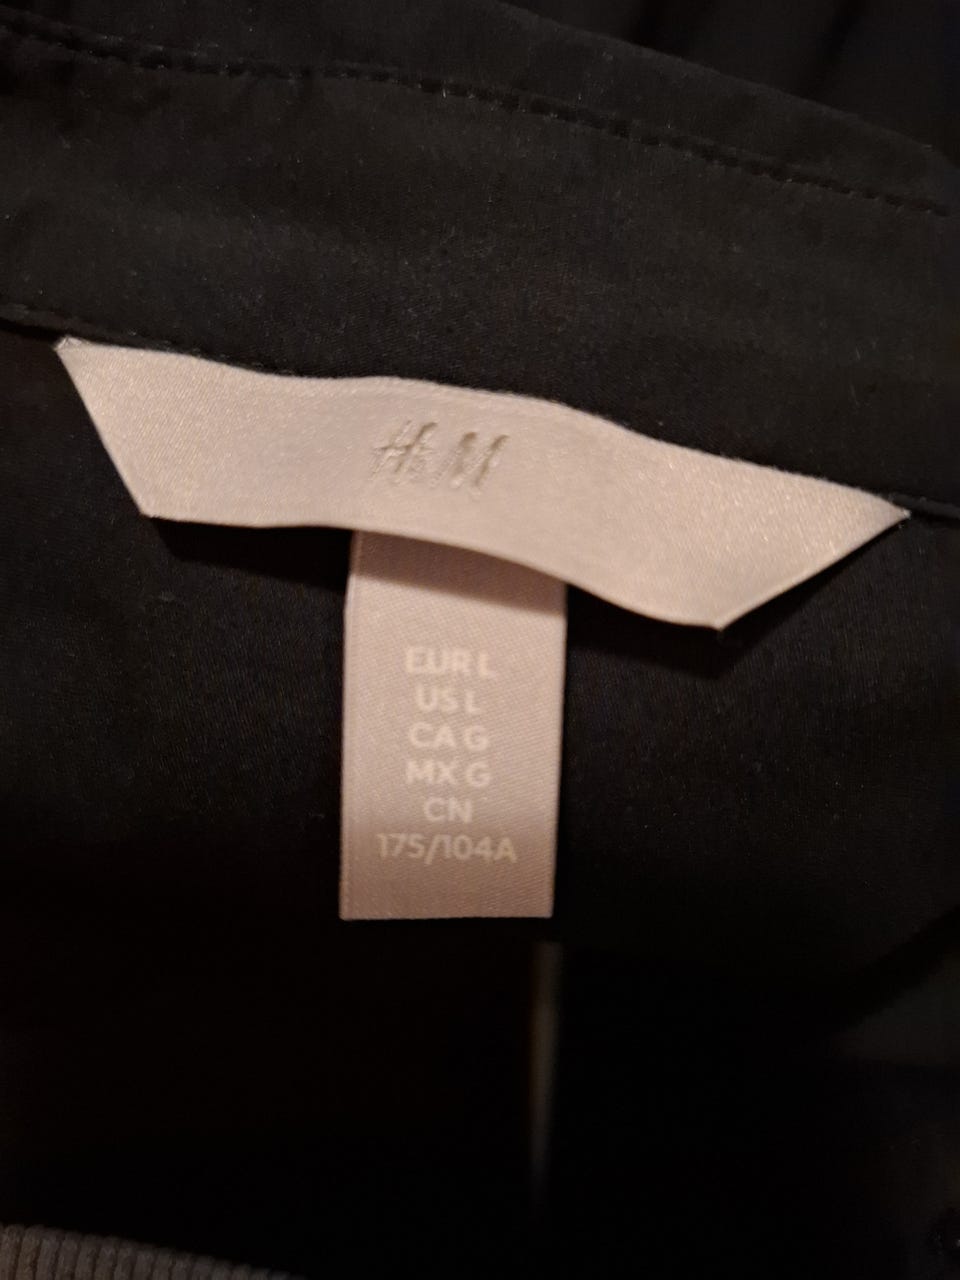 H&M
EUR L
US L
CA G
MX G
CN
175/104A